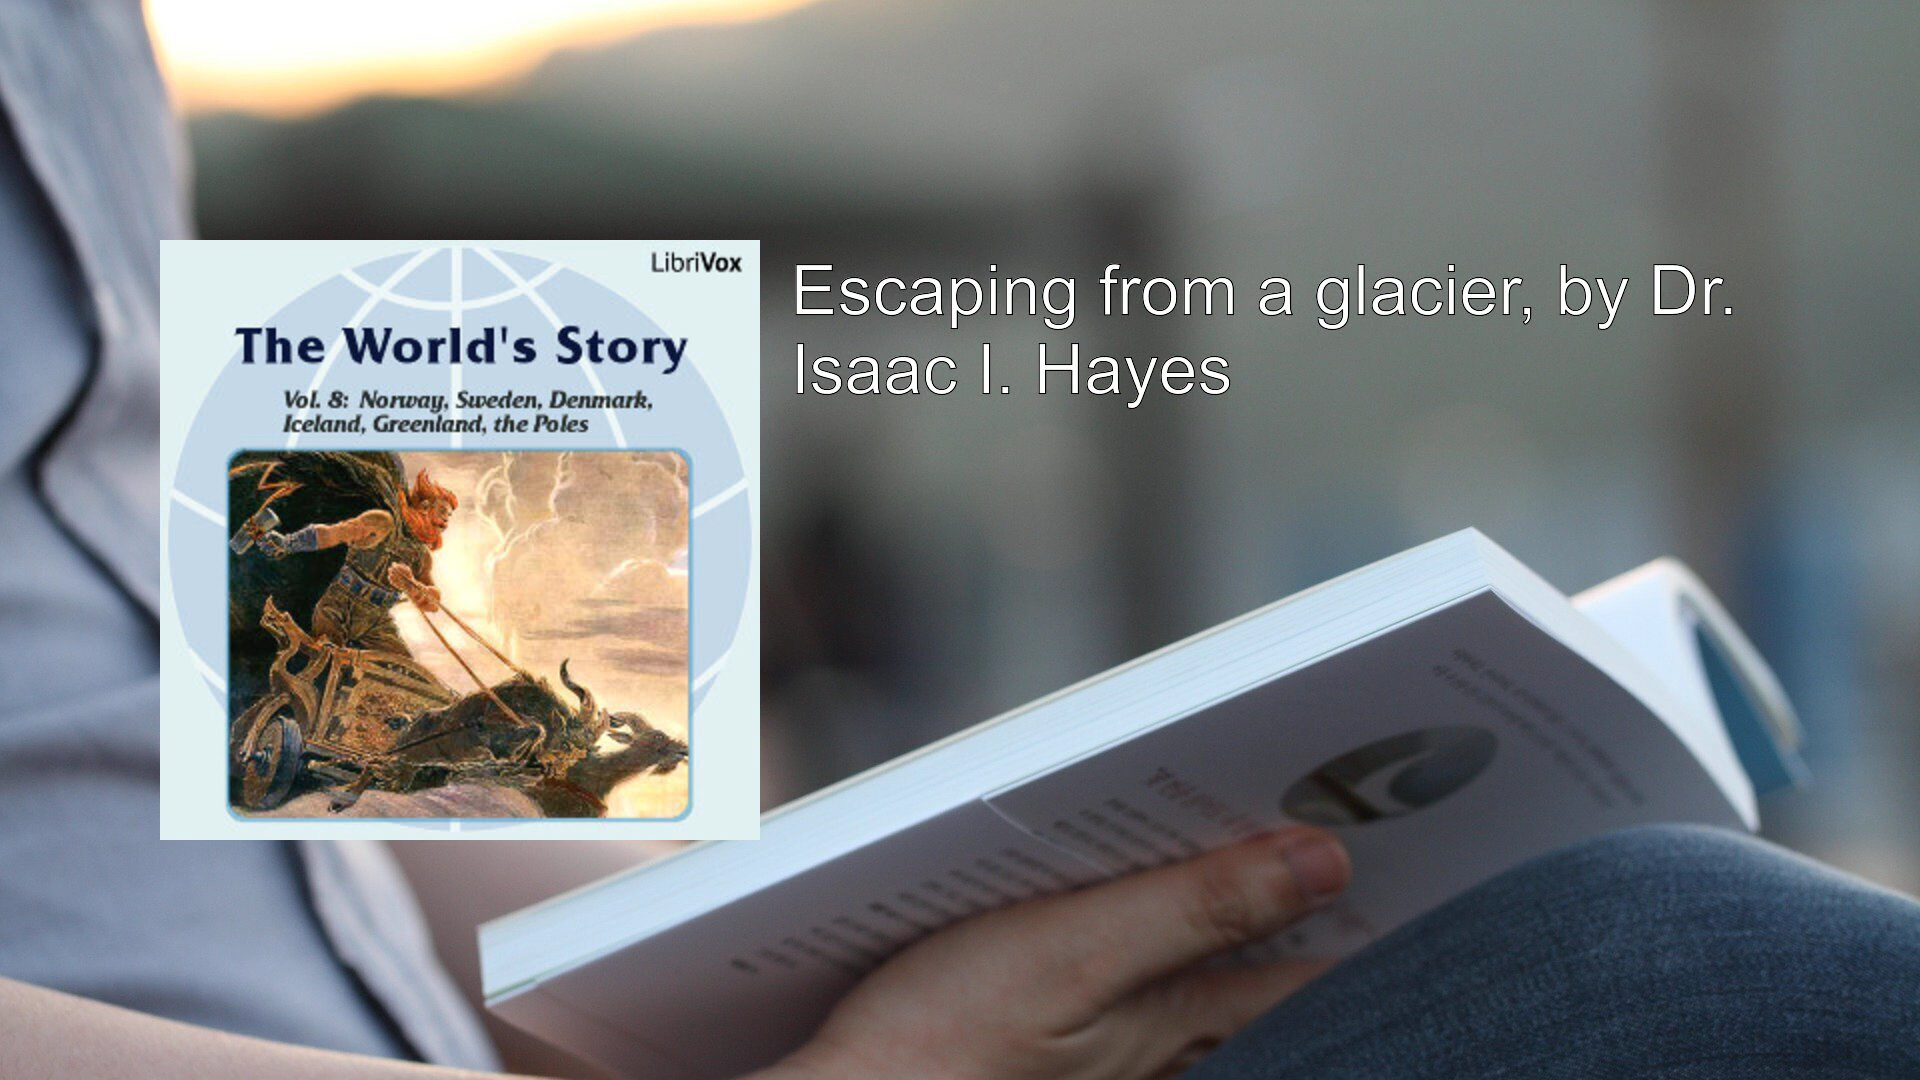 LibriVox
The World's Story
Vol. 8: Norway, Sweden, Denmark,
Iceland, Greenland, the Poles
Escaping from a glacier, by Dr.
Isaac I. Hayes